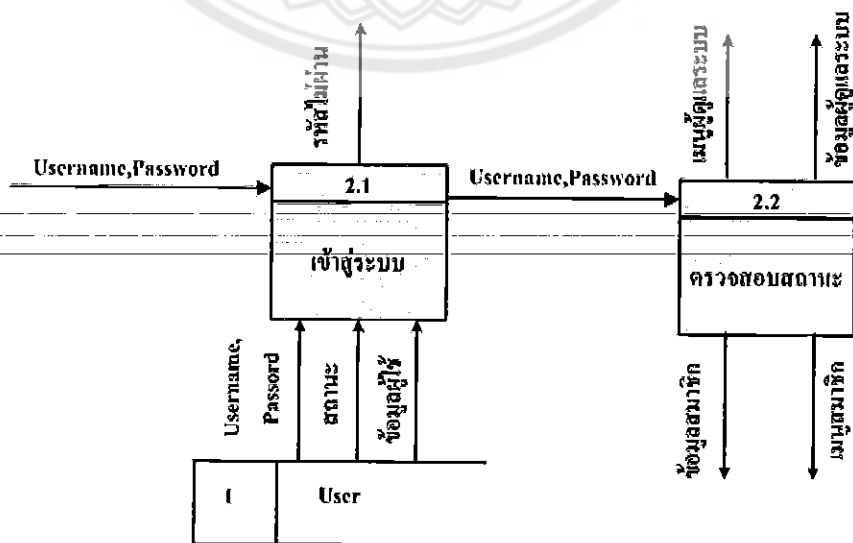 รหัสไม่ผ่าน
เมนูผู้ดูแลระบบ
ข้อมูลผู้ดูแลระบบ
Username,Password
Username,Password
2.1
2.2
เข้าสู่ระบบ
ตรวจสอบสถานะ
Username,
Passord
สถานะ
ข้อมูลผู้ใช้
ข้อมูลสมาชิก
เมนูสมาชิก
1
User